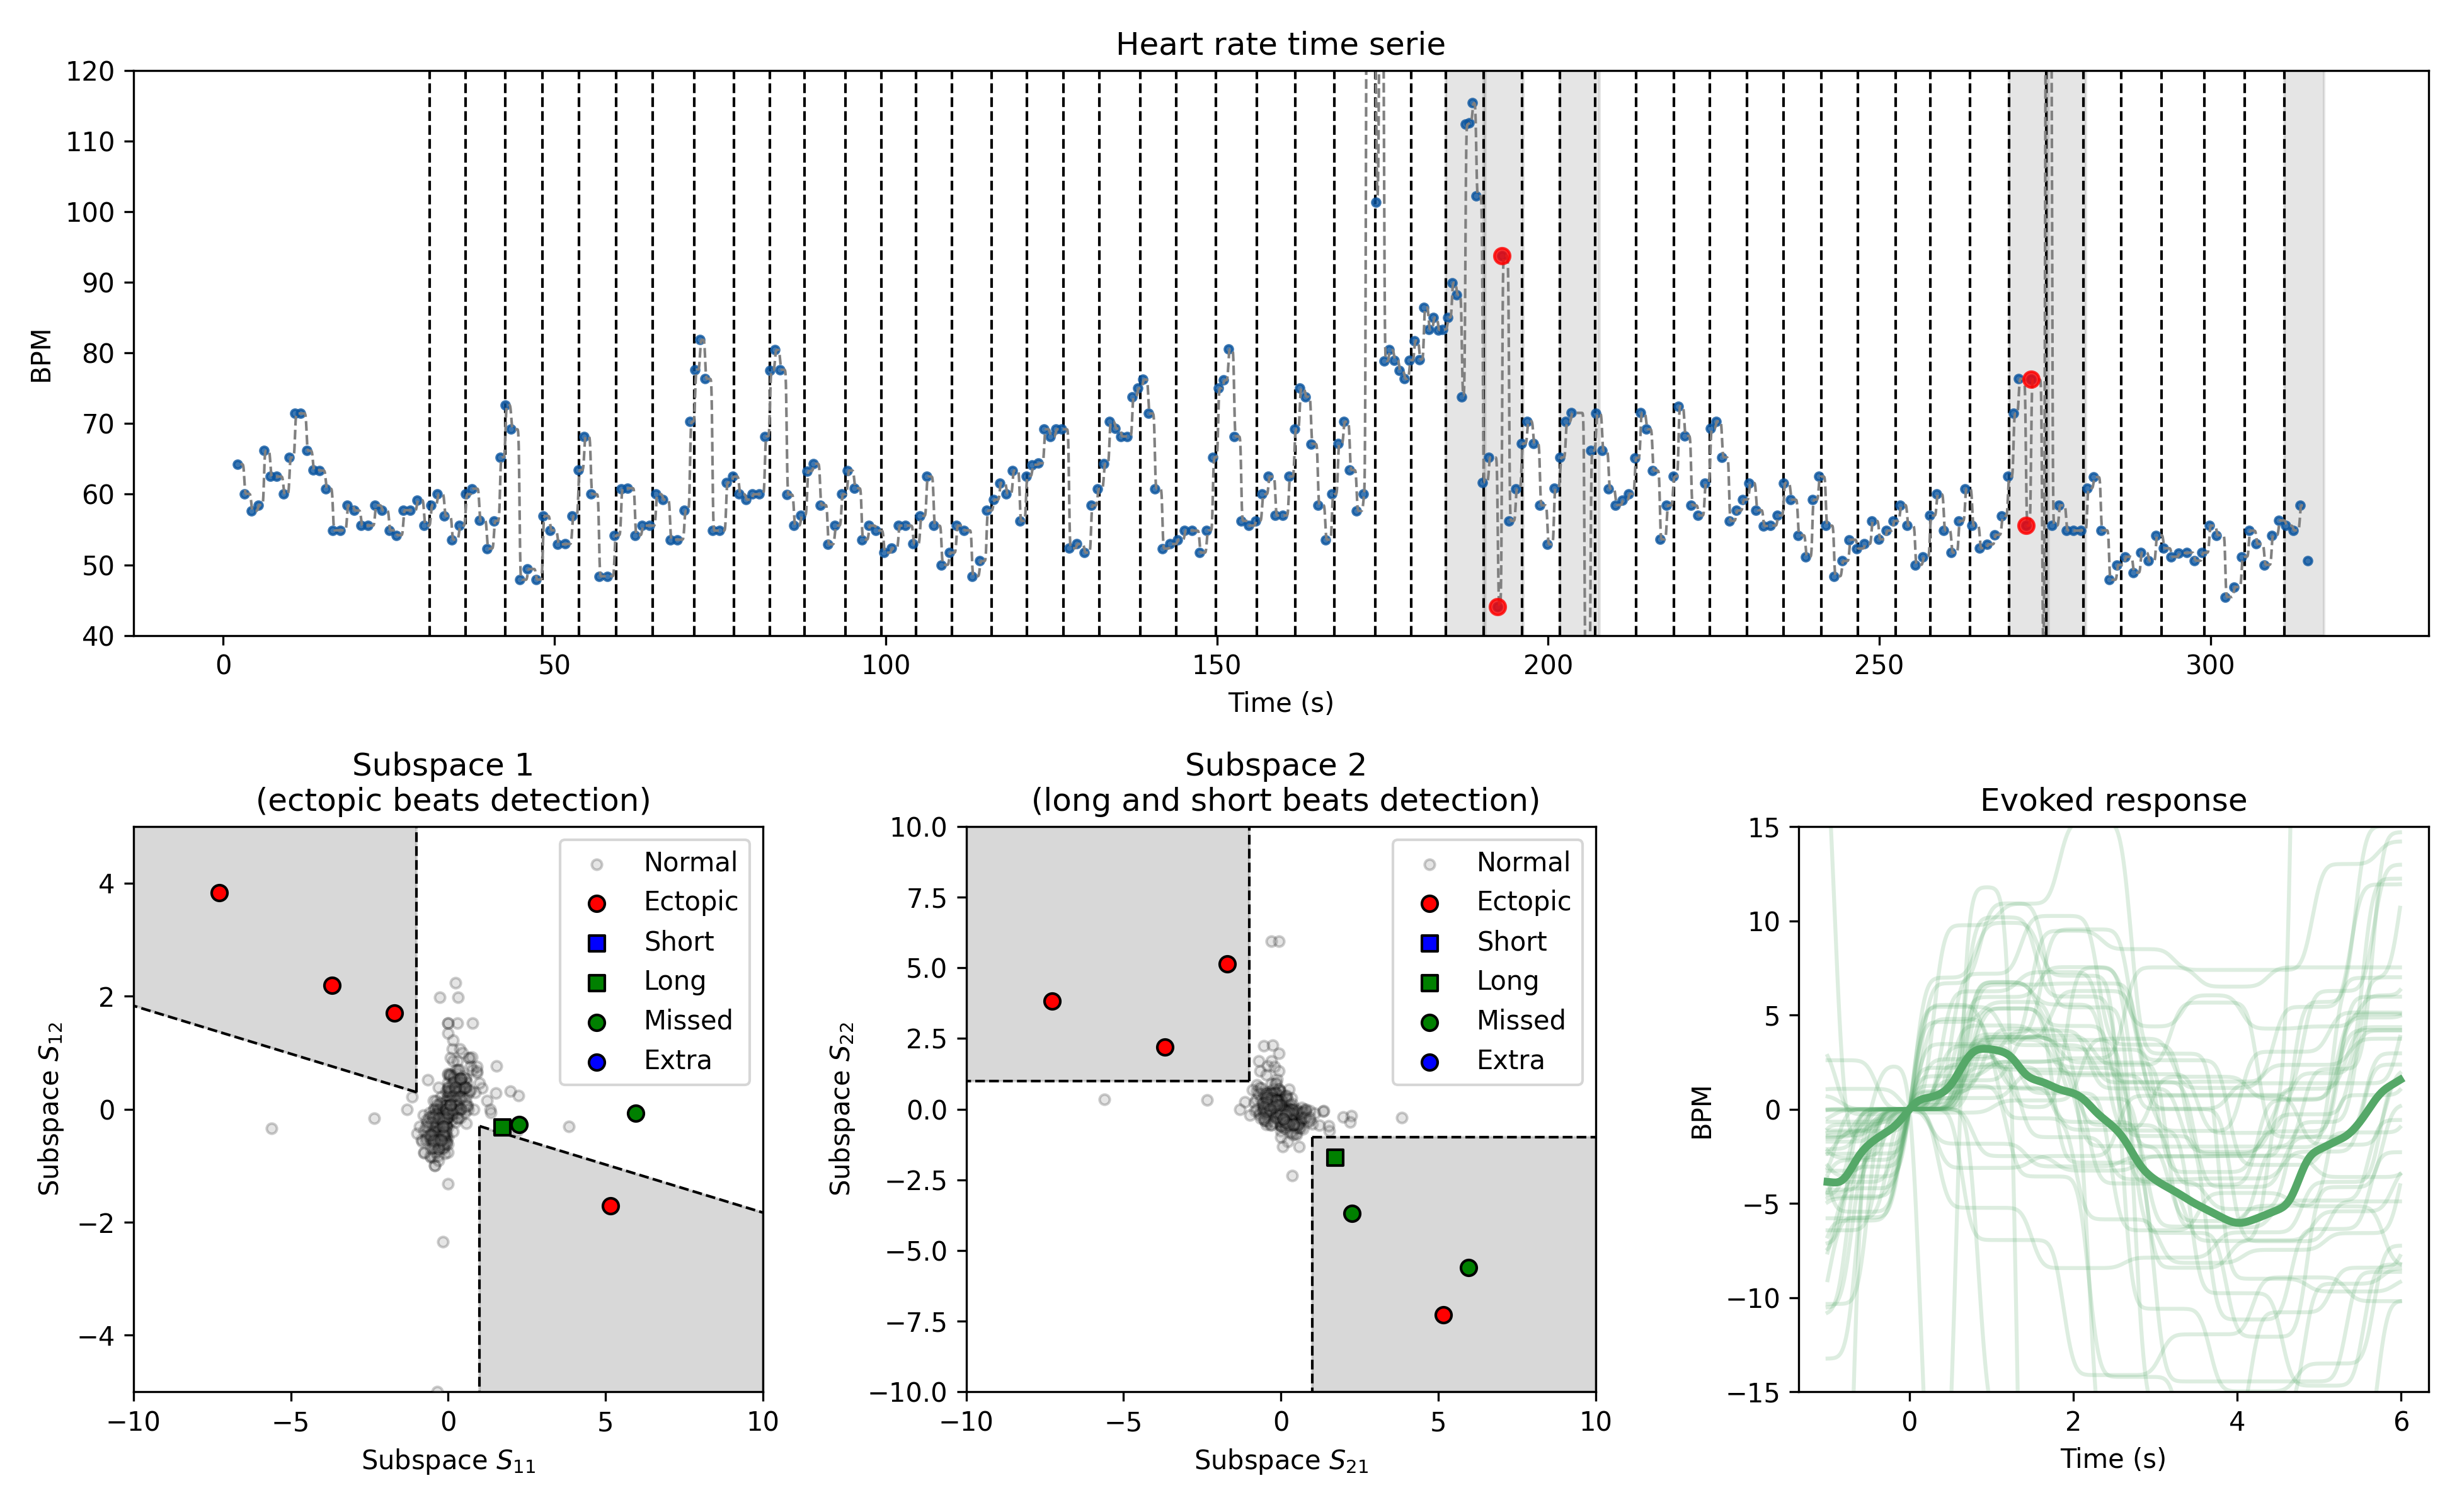 Heart rate time serie
120
110
100
90
80
70
60
50
40
BPM
0 50 100 150 200 250 300
Time (s)
Subspace 1
(ectopic beats detection)
4
2
0
−2
−4
Subspace S₁₂
Normal
Ectopic
Short
Long
Missed
Extra
−10 −5 0 5 10
Subspace S₁₁
Subspace 2
(long and short beats detection)
10.0
7.5
5.0
2.5
0.0
−2.5
−5.0
−7.5
−10.0
Subspace S₂₂
Normal
Ectopic
Short
Long
Missed
Extra
−10 −5 0 5 10
Subspace S₂₁
Evoked response
15
10
5
0
−5
−10
−15
BPM
0 2 4 6
Time (s)